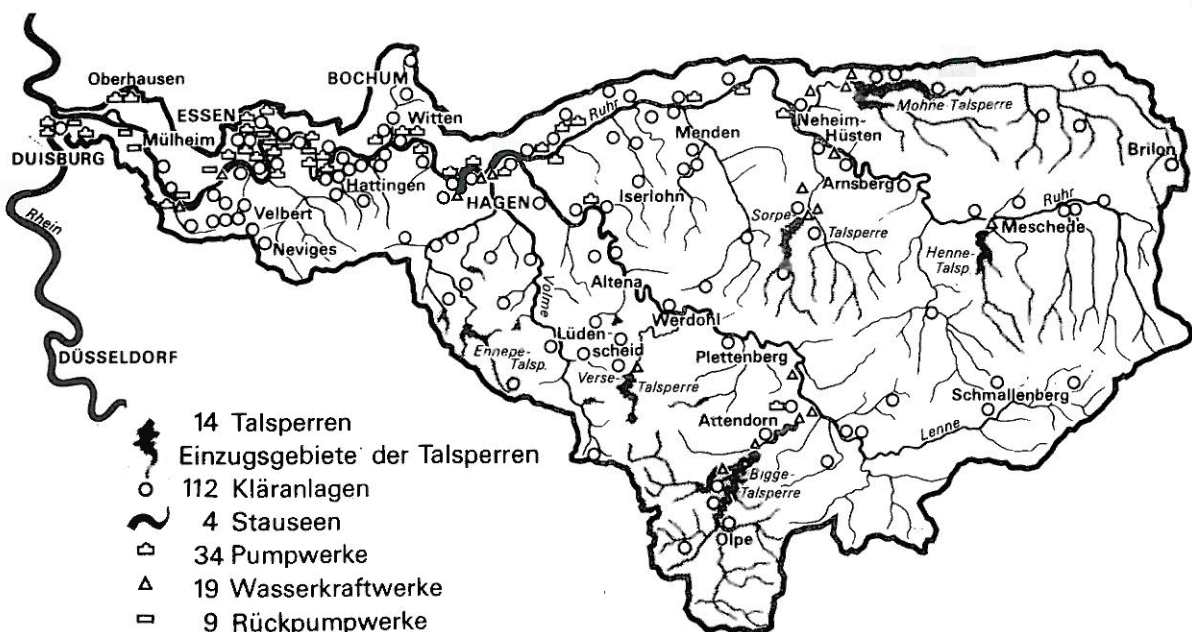 Oberhausen
BOCHUM
Ruhr
Möhne-Talsperre
ESSEN
Witten
Menden
Neheim-
Hüsten
Mülheim
DUISBURG
Brilon
Hattingen
Arnsberg
HAGEN
Iserlohn
Ruhr
Velbert
Sorpe-
Talsperre
Meschede
Rhein
Neviges
Henne-
Talsp.
Altena
Volme
Werdohl
Lüden-
scheid
DÜSSELDORF
Ennepe-
Talsp.
Plettenberg
Verse-
Talsperre
Schmallenberg
Attendorn
Lenne
Bigge-
Talsperre
Olpe
14 Talsperren
Einzugsgebiete der Talsperren
112 Kläranlagen
4 Stauseen
34 Pumpwerke
19 Wasserkraftwerke
9 Rückpumpwerke